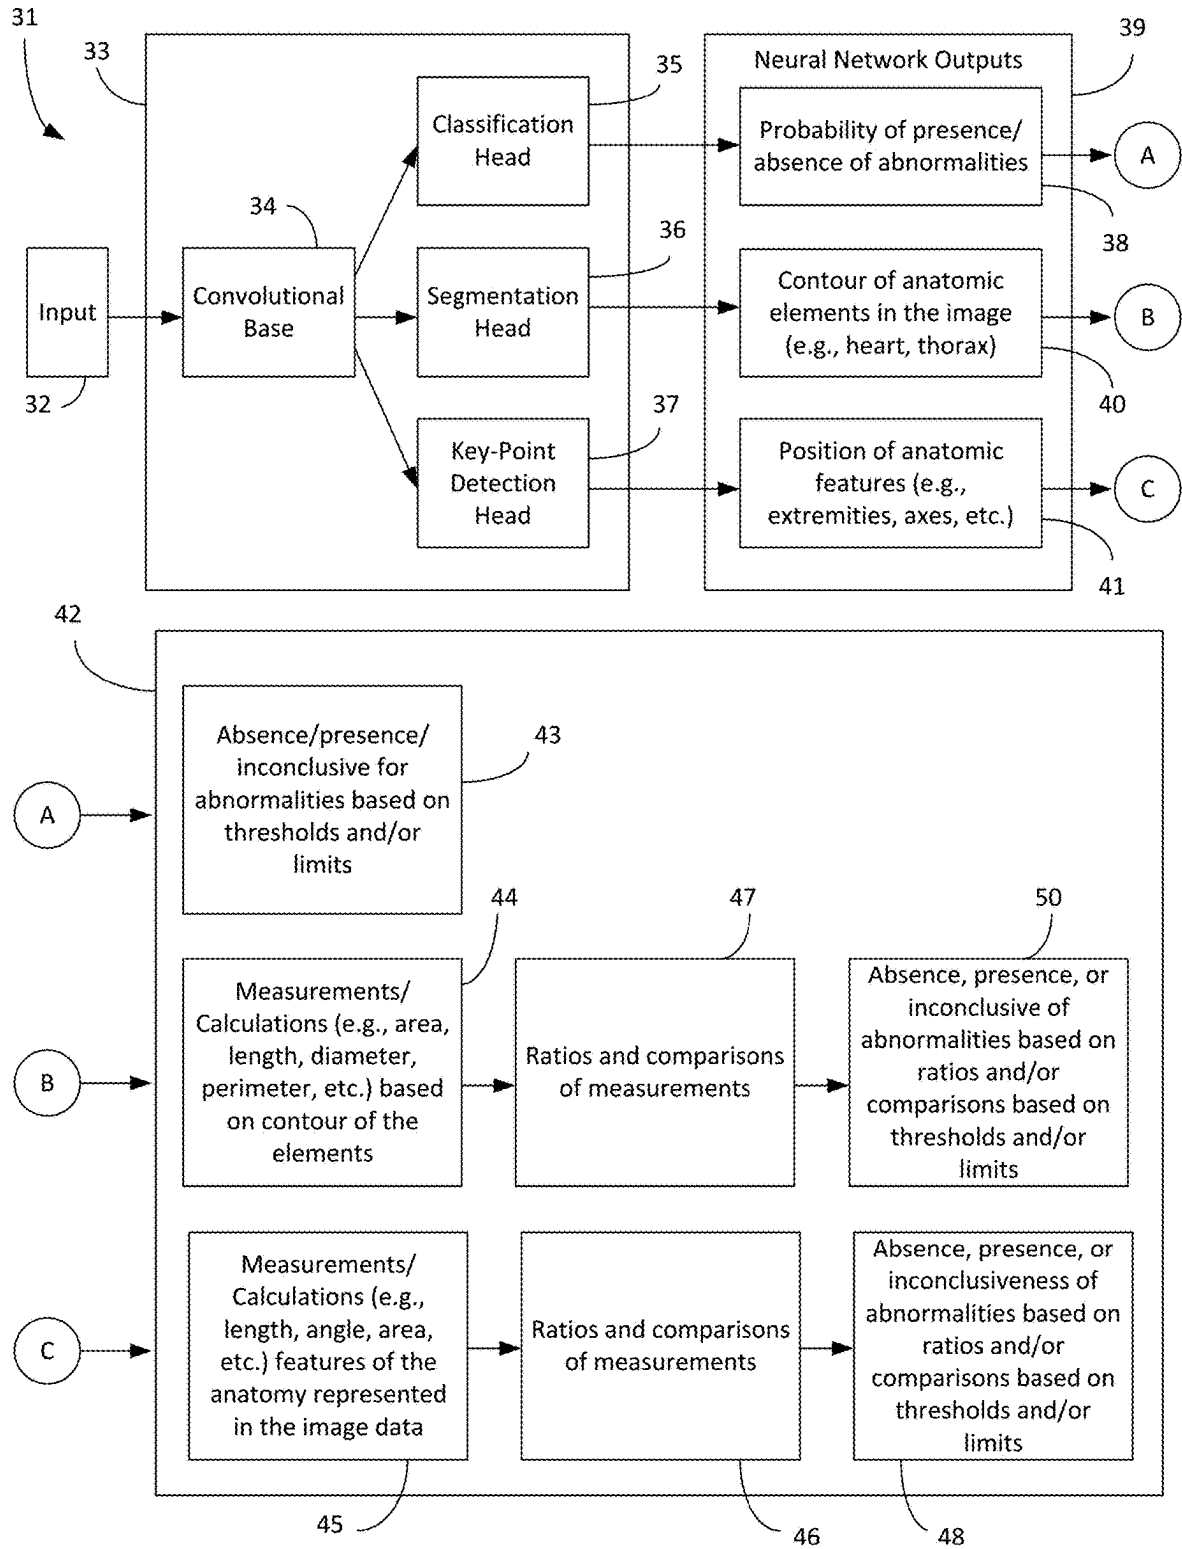 31
33
35
Neural Network Outputs
39
Classification
Head
Probability of presence/
absence of abnormalities
A
34
36
38
Input
Convolutional
Base
Segmentation
Head
Contour of anatomic
elements in the image
(e.g., heart, thorax)
B
32
37
40
Key-Point
Detection
Head
Position of anatomic
features (e.g.,
extremities, axes, etc.)
C
41
42
Absence/presence/
inconclusive for
abnormalities based on
thresholds and/or
limits
43
A
44
47
50
B
Measurements/
Calculations (e.g., area,
length, diameter,
perimeter, etc.) based
on contour of the
elements
Ratios and comparisons
of measurements
Absence, presence, or
inconclusive of
abnormalities based on
ratios and/or
comparisons based on
thresholds and/or
limits
C
Measurements/
Calculations (e.g.,
length, angle, area,
etc.) features of the
anatomy represented
in the image data
Ratios and comparisons
of measurements
Absence, presence, or
inconclusiveness of
abnormalities based on
ratios and/or
comparisons based on
thresholds and/or
limits
45
46
48